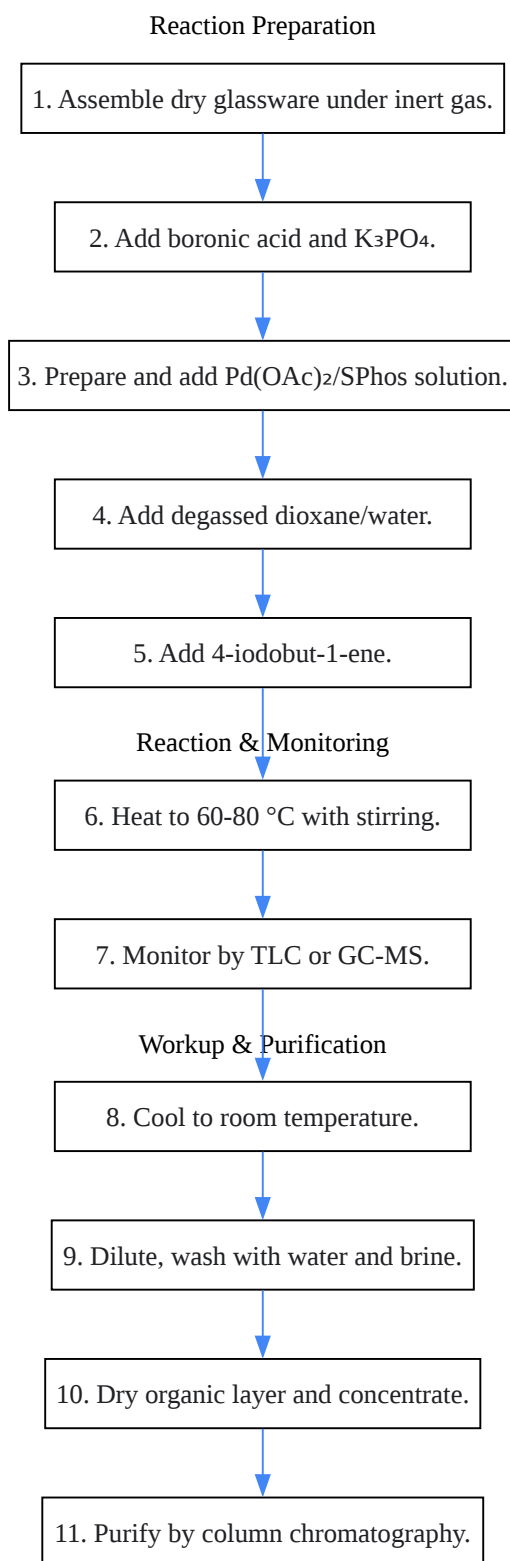 Reaction Preparation
1. Assemble dry glassware under inert gas.
2. Add boronic acid and K₃PO₄.
3. Prepare and add Pd(OAc)₂/SPhos solution.
4. Add degassed dioxane/water.
5. Add 4-iodobut-1-ene.
Reaction & Monitoring
6. Heat to 60-80 °C with stirring.
7. Monitor by TLC or GC-MS.
Workup & Purification
8. Cool to room temperature.
9. Dilute, wash with water and brine.
10. Dry organic layer and concentrate.
11. Purify by column chromatography.